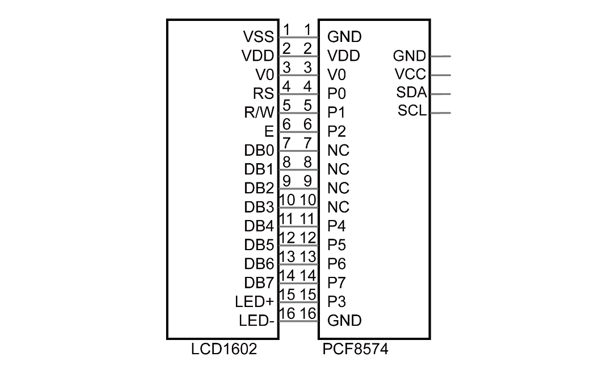 VSS 1 1 GND
VDD 2 2 VDD GND
V0 3 3 V0 VCC
RS 4 4 P0 SDA
R/W 5 5 P1 SCL
E 6 6 P2
DB0 7 7 NC
DB1 8 8 NC
DB2 9 9 NC
DB3 10 10 NC
DB4 11 11 P4
DB5 12 12 P5
DB6 13 13 P6
DB7 14 14 P7
LED+ 15 15 P3
LED- 16 16 GND
LCD1602 PCF8574